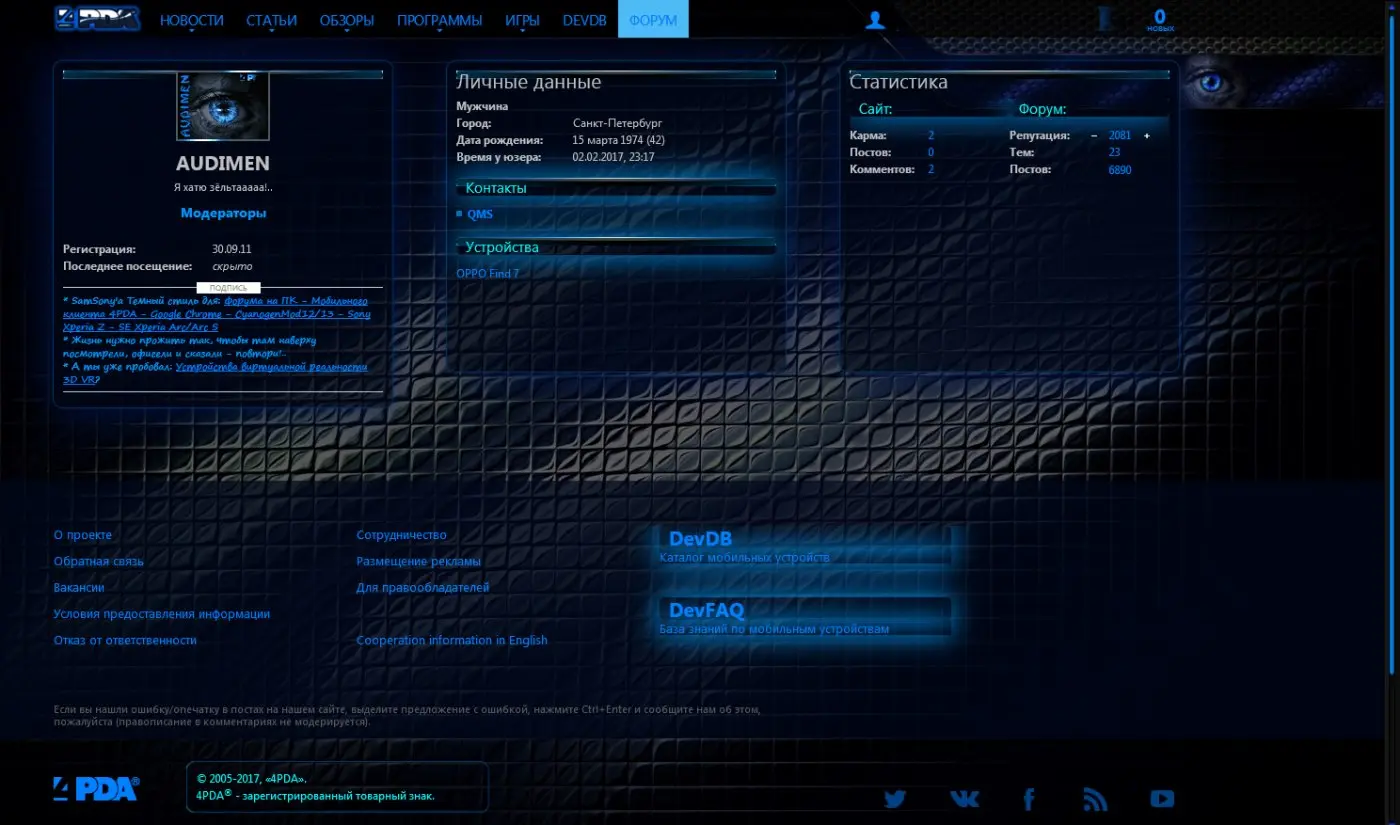 4PDA
НОВОСТИ СТАТЬИ ОБЗОРЫ ПРОГРАММЫ ИГРЫ DEVDB ФОРУМ
0
НОВЫХ
AUDIMEN
AUDIMEN
Я хатю зёльтааааа!..
Модераторы
Регистрация: 30.09.11
Последнее посещение: скрыто
ПОДПИСЬ
* SamSony'a Темный стиль для: форума на ПК - Мобильного
клиента 4PDA - Google Chrome - CyanogenMod12/13 - Sony
Xperia Z - SE Xperia Arc/Arc S
* Жизнь нужно прожить так, чтобы там наверху
посмотрели, офигели и сказали - повтори!..
* А ты уже пробовал: Устройства виртуальной реальности
3D VR?
Личные данные
Мужчина
Город: Санкт-Петербург
Дата рождения: 15 марта 1974 (42)
Время у юзера: 02.02.2017, 23:17
Контакты
QMS
Устройства
OPPO Find 7
Статистика
Сайт: Форум:
Карма: 2 Репутация: – 2081 +
Постов: 0 Тем: 23
Комментов: 2 Постов: 6890
О проекте
Обратная связь
Вакансии
Условия предоставления информации
Отказ от ответственности
Сотрудничество
Размещение рекламы
Для правообладателей
Cooperation information in English
DevDB
Каталог мобильных устройств
DevFAQ
База знаний по мобильным устройствам
Если вы нашли ошибку/опечатку в постах на нашем сайте, выделите предложение с ошибкой, нажмите Ctrl+Enter и сообщите нам об этом,
пожалуйста (правописание в комментариях не модерируется).
4PDA®
© 2005-2017, «4PDA».
4PDA® - зарегистрированный товарный знак.